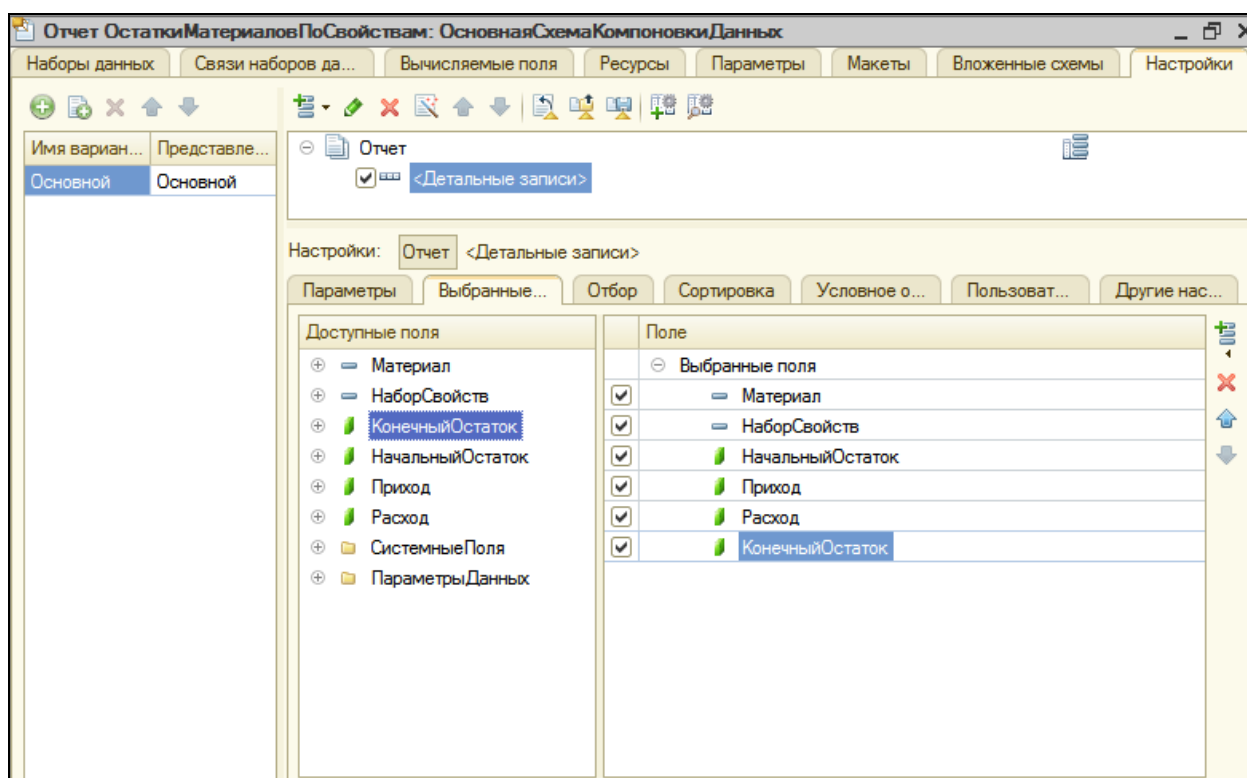 Отчет ОстаткиМатериаловПоСвойствам: ОсновнаяСхемаКомпоновкиДанных
Наборы данных Связи наборов да... Вычисляемые поля Ресурсы Параметры Макеты Вложенные схемы Настройки
Имя вариан... Представле...
Основной Основной
Отчет
<Детальные записи>
Настройки: Отчет <Детальные записи>
Параметры Выбранные... Отбор Сортировка Условное о... Пользоват... Другие нас...
Доступные поля Поле
Материал Выбранные поля
НаборСвойств Материал
КонечныйОстаток НаборСвойств
НачальныйОстаток НачальныйОстаток
Приход Приход
Расход Расход
СистемныеПоля КонечныйОстаток
ПараметрыДанных